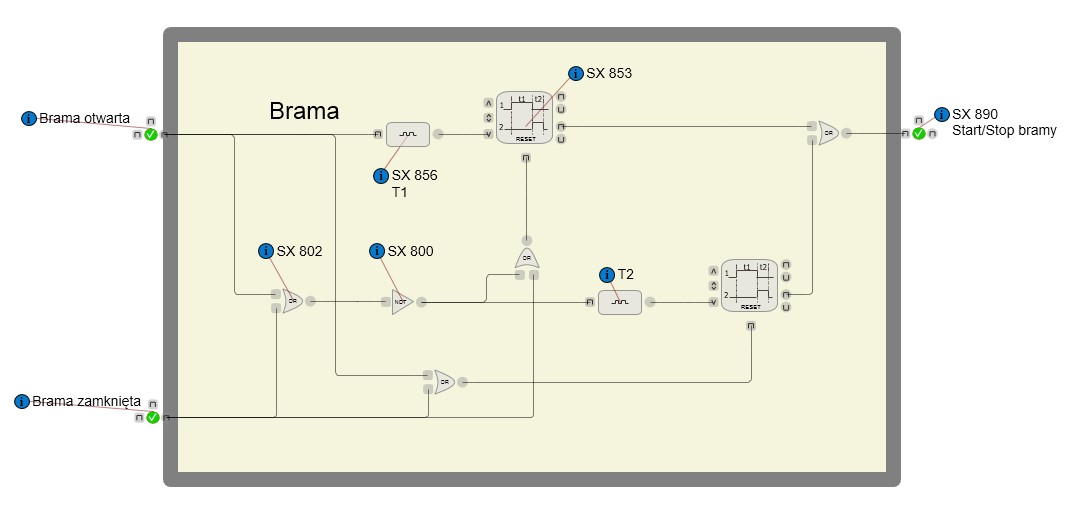 Brama
Brama otwarta
SX 853
SX 890
Start/Stop bramy
t1 t2
1
2
RESET
OR
SX 856
T1
SX 802
SX 800
OR
T2
OR
NOT
t1 t2
1
2
RESET
OR
Brama zamknięta